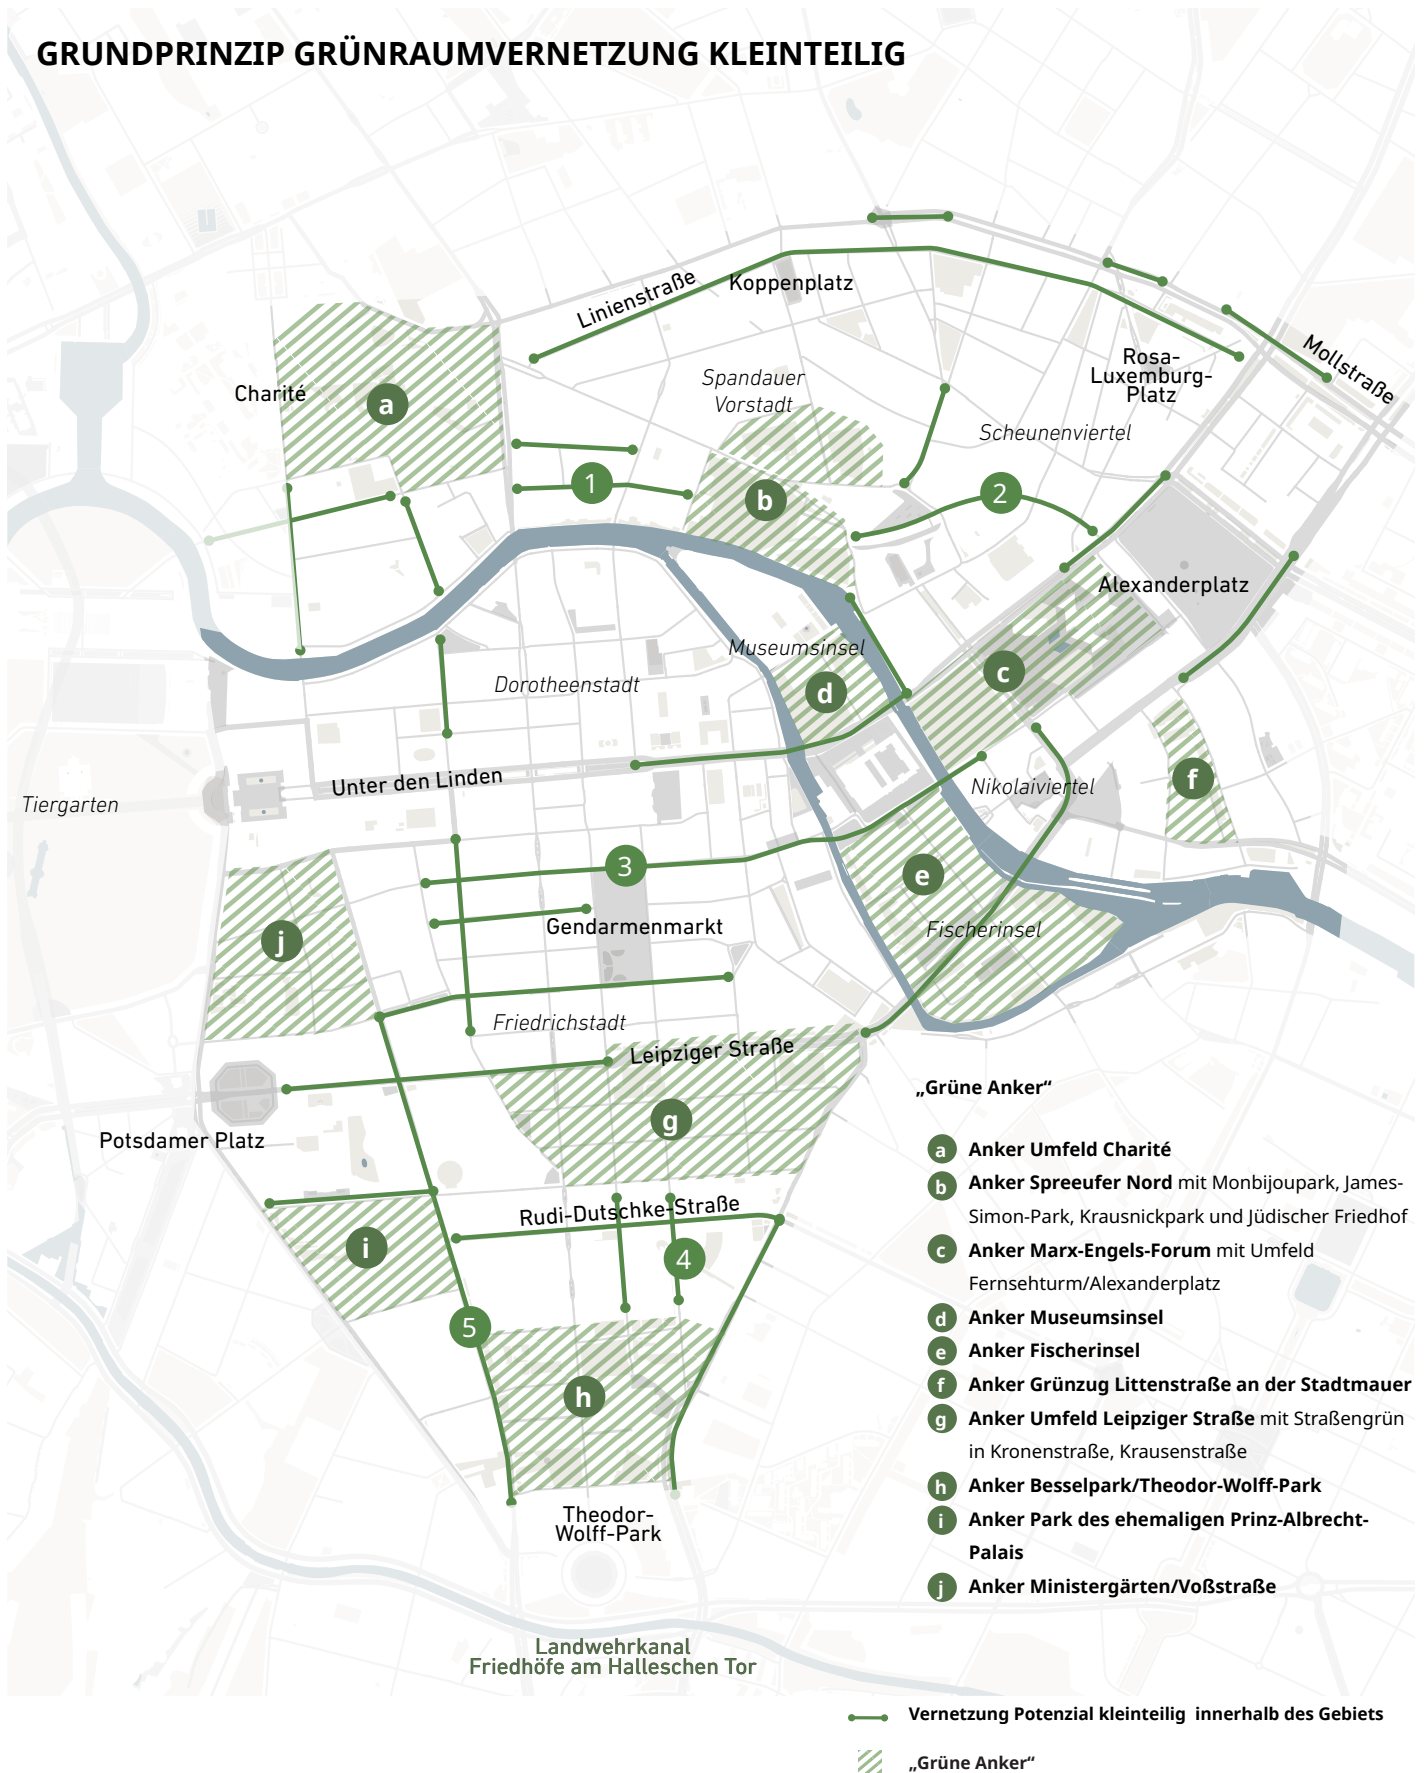 GRUNDPRINZIP GRÜNRAUMVERNETZUNG KLEINTEILIG
Linienstraße
Koppenplatz
Mollstraße
Rosa-
Luxemburg-
Platz
Charité
a
Spandauer
Vorstadt
Scheunenviertel
1
b
2
Alexanderplatz
Museumsinsel
c
d
Dorotheenstadt
Unter den Linden
Nikolaiviertel
f
Tiergarten
3
e
Gendarmenmarkt
Fischerinsel
j
Friedrichstadt
Leipziger Straße
g
Potsdamer Platz
Rudi-Dutschke-Straße
i
4
5
h
Theodor-
Wolff-Park
Landwehrkanal
Friedhöfe am Halleschen Tor
„Grüne Anker“
a Anker Umfeld Charité
b Anker Spreeufer Nord mit Monbijoupark, James-
Simon-Park, Krausnickpark und Jüdischer Friedhof
c Anker Marx-Engels-Forum mit Umfeld
Fernsehturm/Alexanderplatz
d Anker Museumsinsel
e Anker Fischerinsel
f Anker Grünzug Littenstraße an der Stadtmauer
g Anker Umfeld Leipziger Straße mit Straßengrün
in Kronenstraße, Krausenstraße
h Anker Besselpark/Theodor-Wolff-Park
i Anker Park des ehemaligen Prinz-Albrecht-
Palais
j Anker Ministergärten/Voßstraße
Vernetzung Potenzial kleinteilig innerhalb des Gebiets
„Grüne Anker“